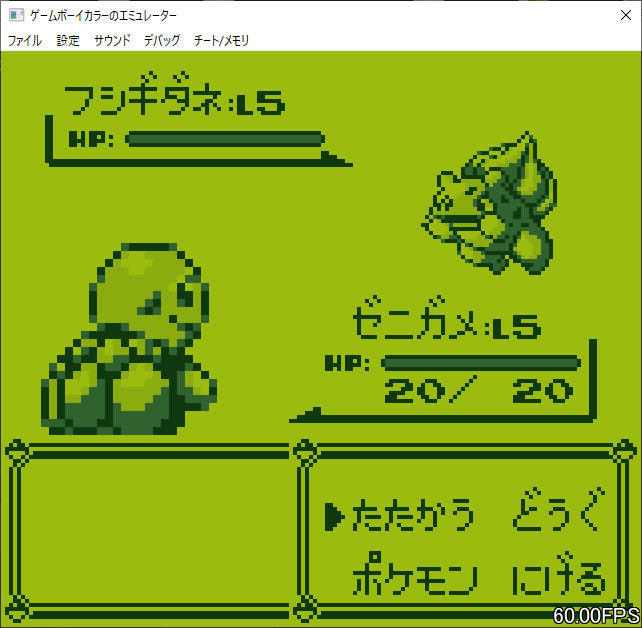 ゲームボーイカラーのエミュレーター
ファイル 設定 サウンド デバッグ チート/メモリ
フシギダネ:L5
HP:
ゼニガメ:L5
HP:
20/ 20
▶たたかう どうぐ
ポケモン にげる
60.00FPS